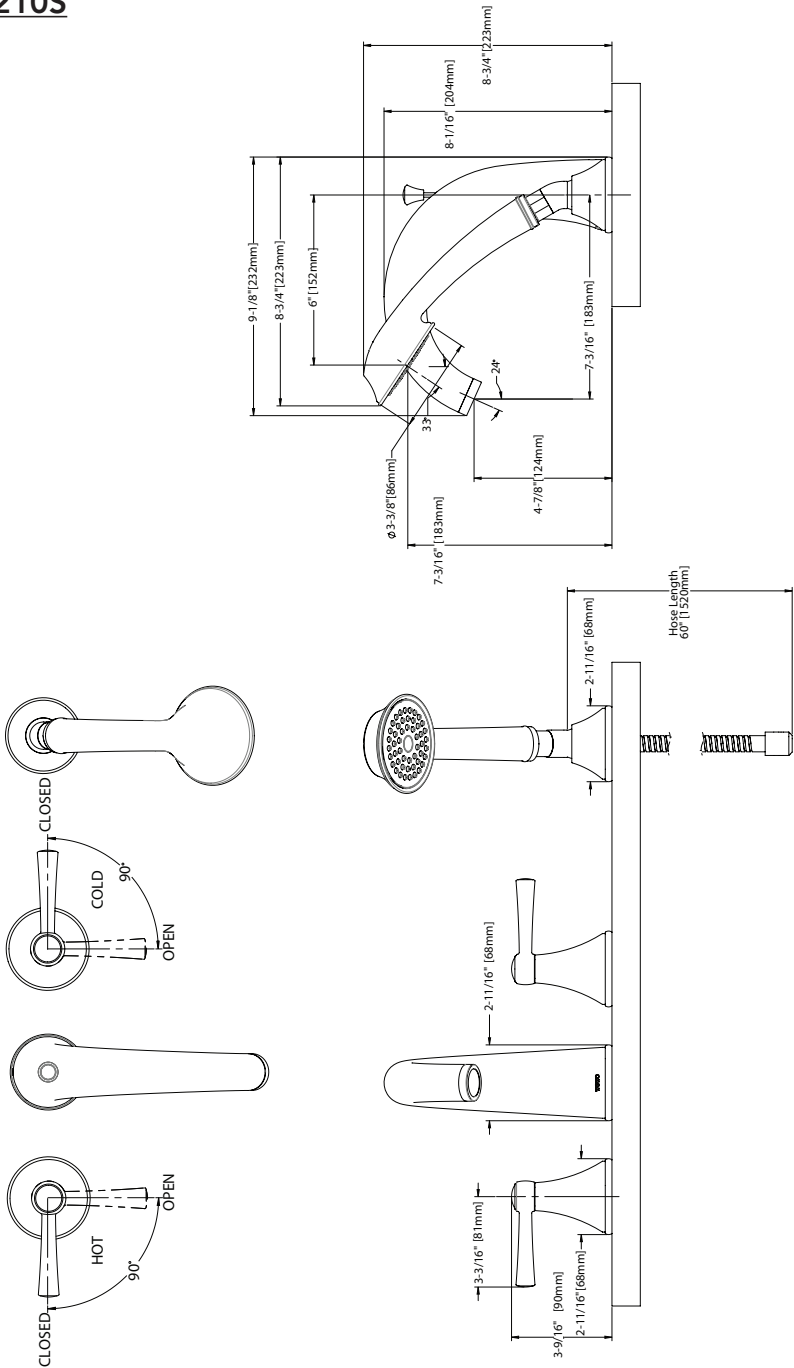 210S
8-3/4" [223mm]
8-1/16" [204mm]
9-1/8"[232mm]
8-3/4"[223mm]
6" [152mm]
7-3/16" [183mm]
24°
33°
4-7/8"[124mm]
Ø3-3/8"[86mm]
7-3/16" [183mm]
CLOSED
COLD
90°
OPEN
OPEN
HOT
90°
CLOSED
Hose Length
60" [1520mm]
2-11/16" [68mm]
2-11/16" [68mm]
3-3/16" [81mm]
3-9/16" [90mm]
2-11/16"[68mm]
TOTO